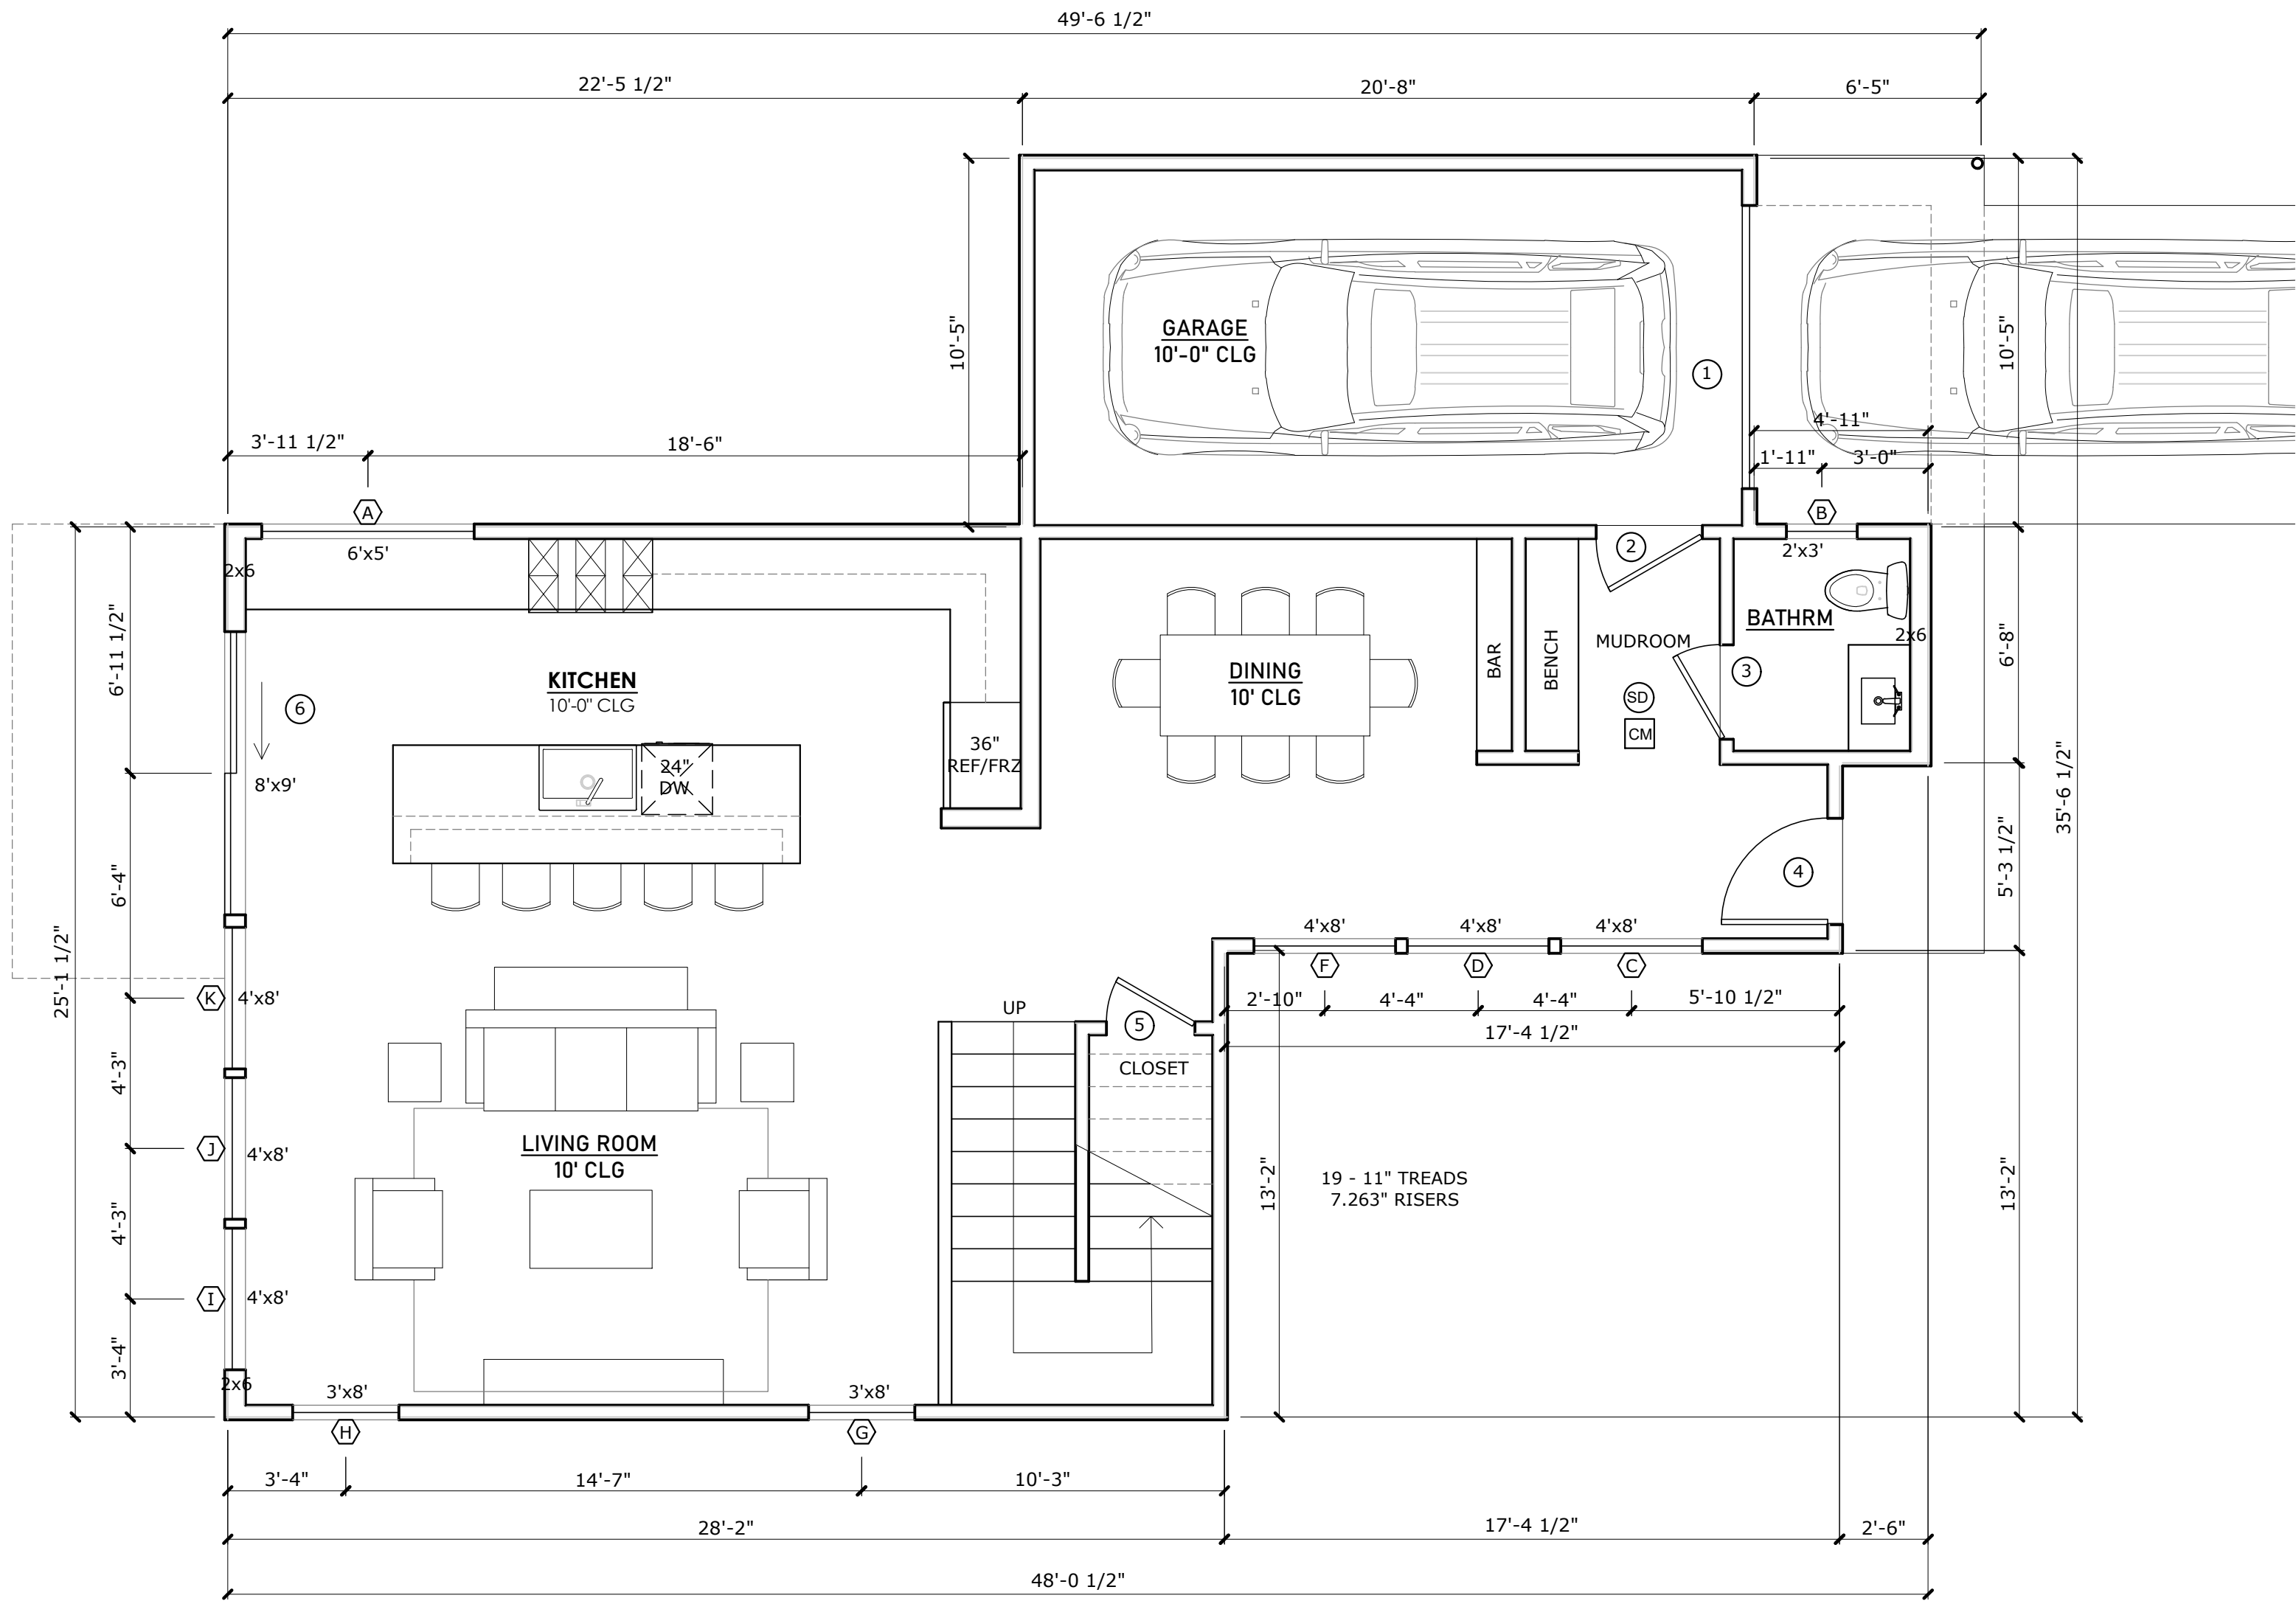 49'-6 1/2"
22'-5 1/2"
20'-8"
6'-5"
10'-5"
GARAGE
10'-0" CLG
1
10'-5"
4'-11"
3'-11 1/2"
18'-6"
1'-11"
3'-0"
A
B
6'x5'
2
2'x3'
2x6
6'-11 1/2"
BATHRM
2x6
MUDROOM
6'-8"
KITCHEN
10'-0" CLG
6
DINING
10' CLG
BAR
BENCH
3
SD
CM
36"
REF/FRZ
24"
DW
8'x9'
35'-6 1/2"
6'-4"
4
5'-3 1/2"
4'x8'
4'x8'
4'x8'
F
D
C
25'-1 1/2"
K
4'x8'
UP
2'-10"
4'-4"
4'-4"
5'-10 1/2"
5
17'-4 1/2"
CLOSET
4'-3"
J
4'x8'
LIVING ROOM
10' CLG
19 - 11" TREADS
7.263" RISERS
13'-2"
13'-2"
4'-3"
I
4'x8'
3'-4"
2x6
3'x8'
3'x8'
H
G
3'-4"
14'-7"
10'-3"
28'-2"
17'-4 1/2"
2'-6"
48'-0 1/2"